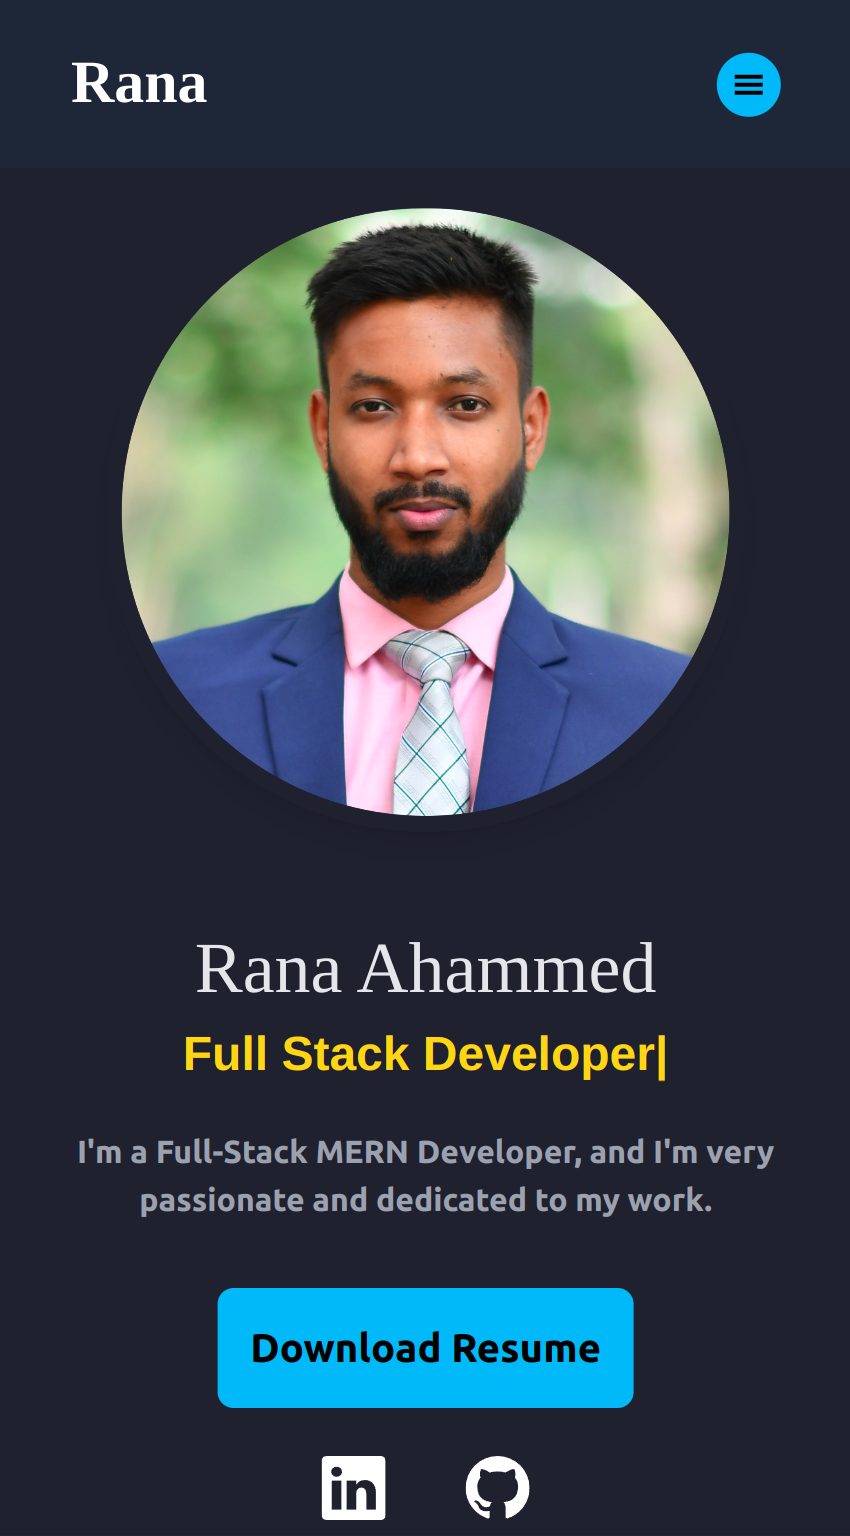 Rana
Rana Ahammed
Full Stack Developer|
I'm a Full-Stack MERN Developer, and I'm very
passionate and dedicated to my work.
Download Resume
in